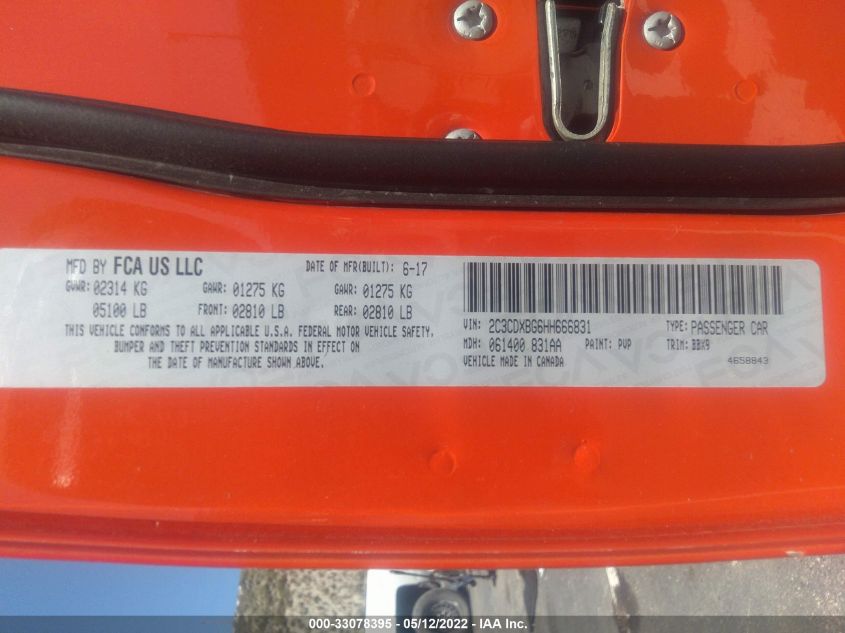 MFD BY FCA US LLC DATE OF MFR(BUILT): 6-17
GVWR: 02314 KG GAWR: 01275 KG GAWR: 01275 KG
05100 LB FRONT: 02810 LB REAR: 02810 LB
THIS VEHICLE CONFORMS TO ALL APPLICABLE U.S.A. FEDERAL MOTOR VEHICLE SAFETY,
BUMPER AND THEFT PREVENTION STANDARDS IN EFFECT ON
THE DATE OF MANUFACTURE SHOWN ABOVE.
VIN: 2C3CDXBG6HH666831 TYPE: PASSENGER CAR
MDH: 061400 831AA PAINT: PVP TRIM: BBX9
VEHICLE MADE IN CANADA 4658843
000-33078395 - 05/12/2022 - IAA Inc.